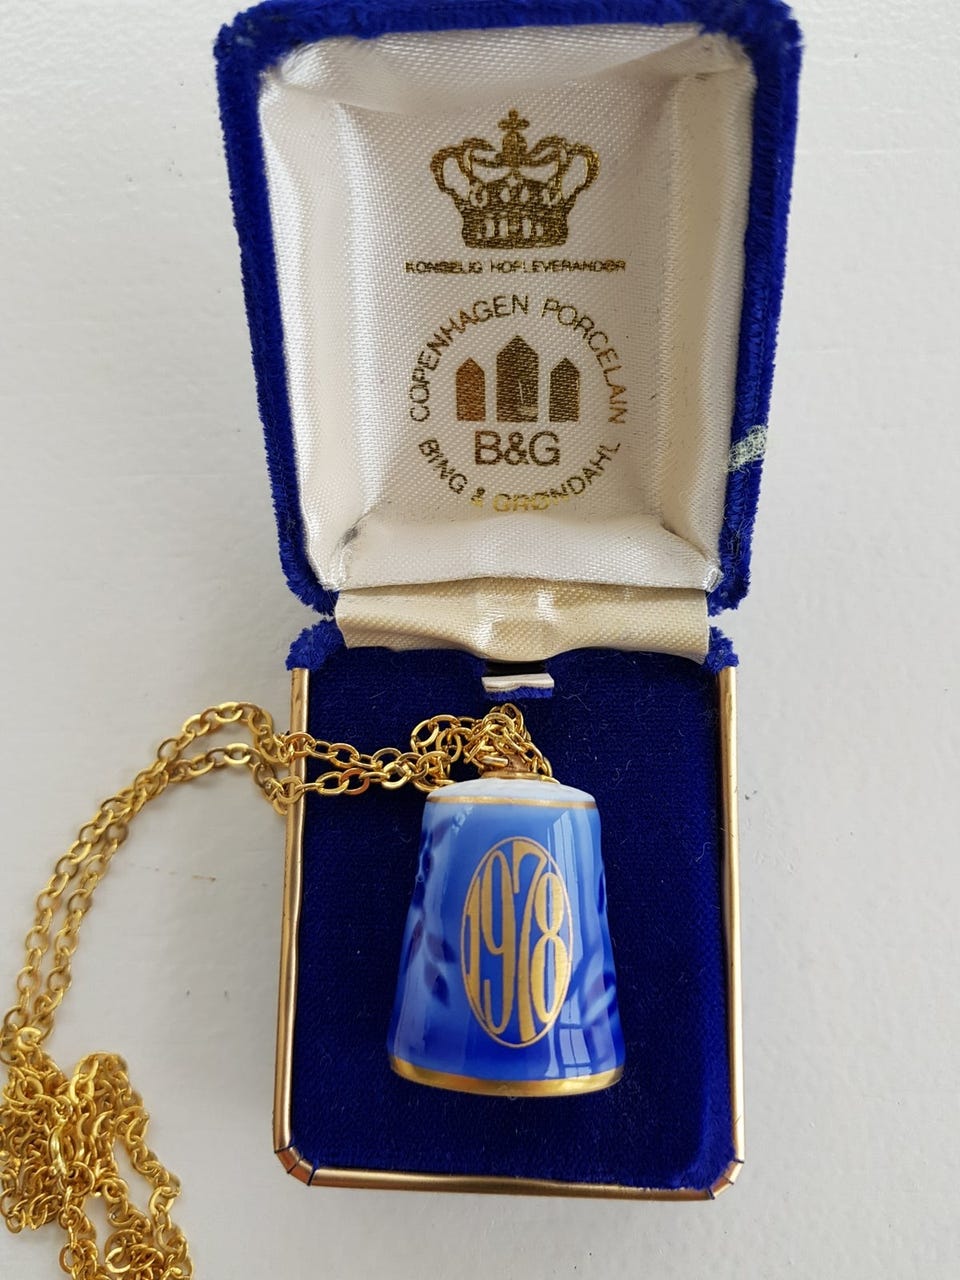 KONGELIG HOFLEVERANDØR
COPENHAGEN PORCELAIN
B&G
BING & GRØNDAHL
1978